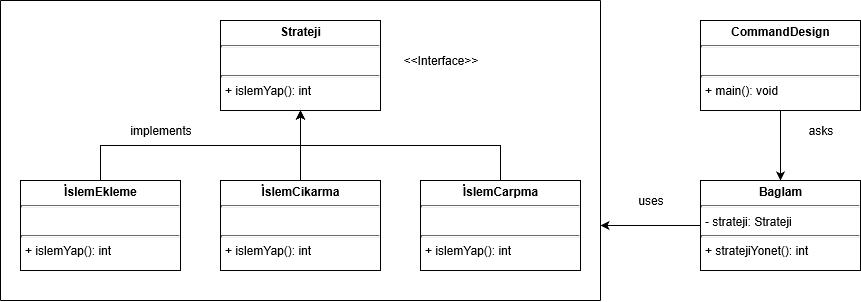 Strateji
<<Interface>>
+ islemYap(): int
implements
İslemEkleme
+ islemYap(): int
İslemCikarma
+ islemYap(): int
İslemCarpma
+ islemYap(): int
CommandDesign
+ main(): void
asks
uses
Baglam
- strateji: Strateji
+ stratejiYonet(): int